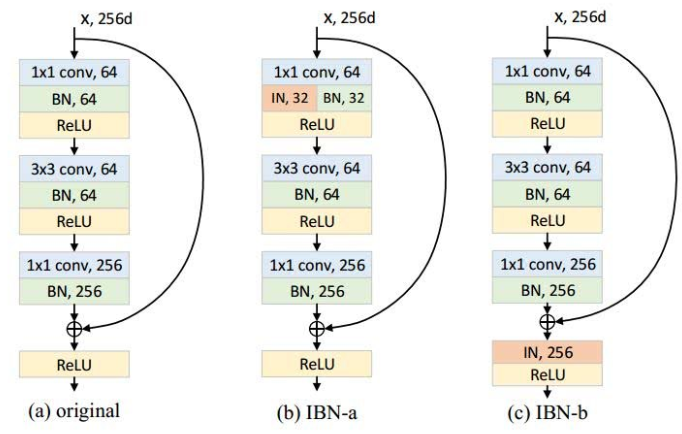 x, 256d
1x1 conv, 64
BN, 64
ReLU
3x3 conv, 64
BN, 64
ReLU
1x1 conv, 256
BN, 256
ReLU
(a) original
x, 256d
1x1 conv, 64
IN, 32 BN, 32
ReLU
3x3 conv, 64
BN, 64
ReLU
1x1 conv, 256
BN, 256
ReLU
(b) IBN-a
x, 256d
1x1 conv, 64
BN, 64
ReLU
3x3 conv, 64
BN, 64
ReLU
1x1 conv, 256
BN, 256
IN, 256
ReLU
(c) IBN-b